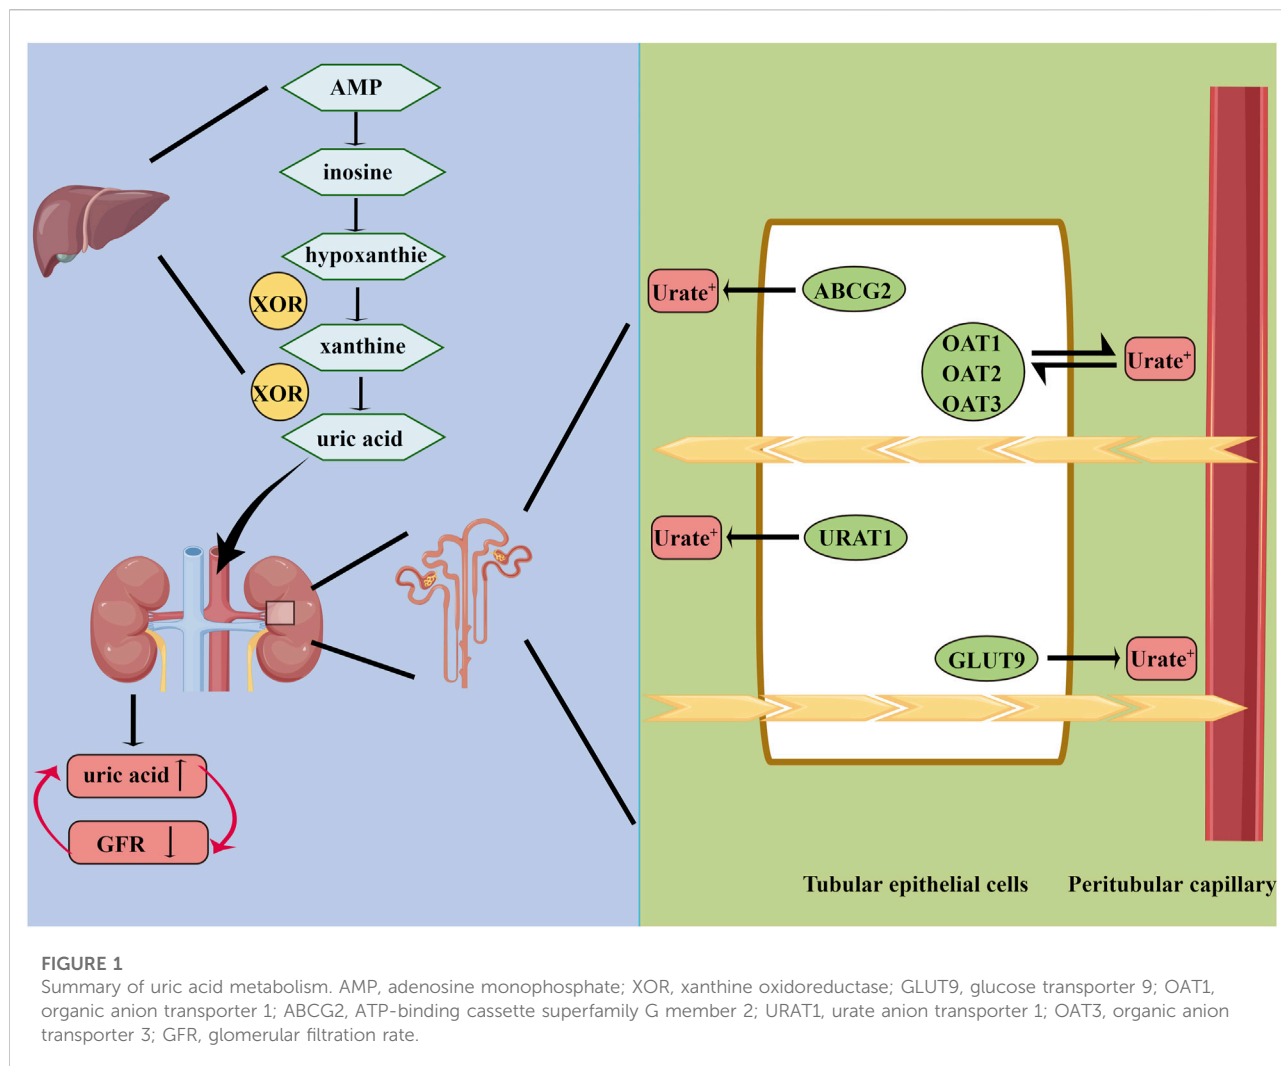 AMP
inosine
hypoxanthie
XOR
xanthine
XOR
uric acid
uric acid
GFR
Urate+
ABCG2
OAT1
OAT2
OAT3
Urate+
Urate+
URAT1
GLUT9
Urate+
Tubular epithelial cells
Peritubular capillary
FIGURE 1
Summary of uric acid metabolism. AMP, adenosine monophosphate; XOR, xanthine oxidoreductase; GLUT9, glucose transporter 9; OAT1,
organic anion transporter 1; ABCG2, ATP-binding cassette superfamily G member 2; URAT1, urate anion transporter 1; OAT3, organic anion
transporter 3; GFR, glomerular filtration rate.